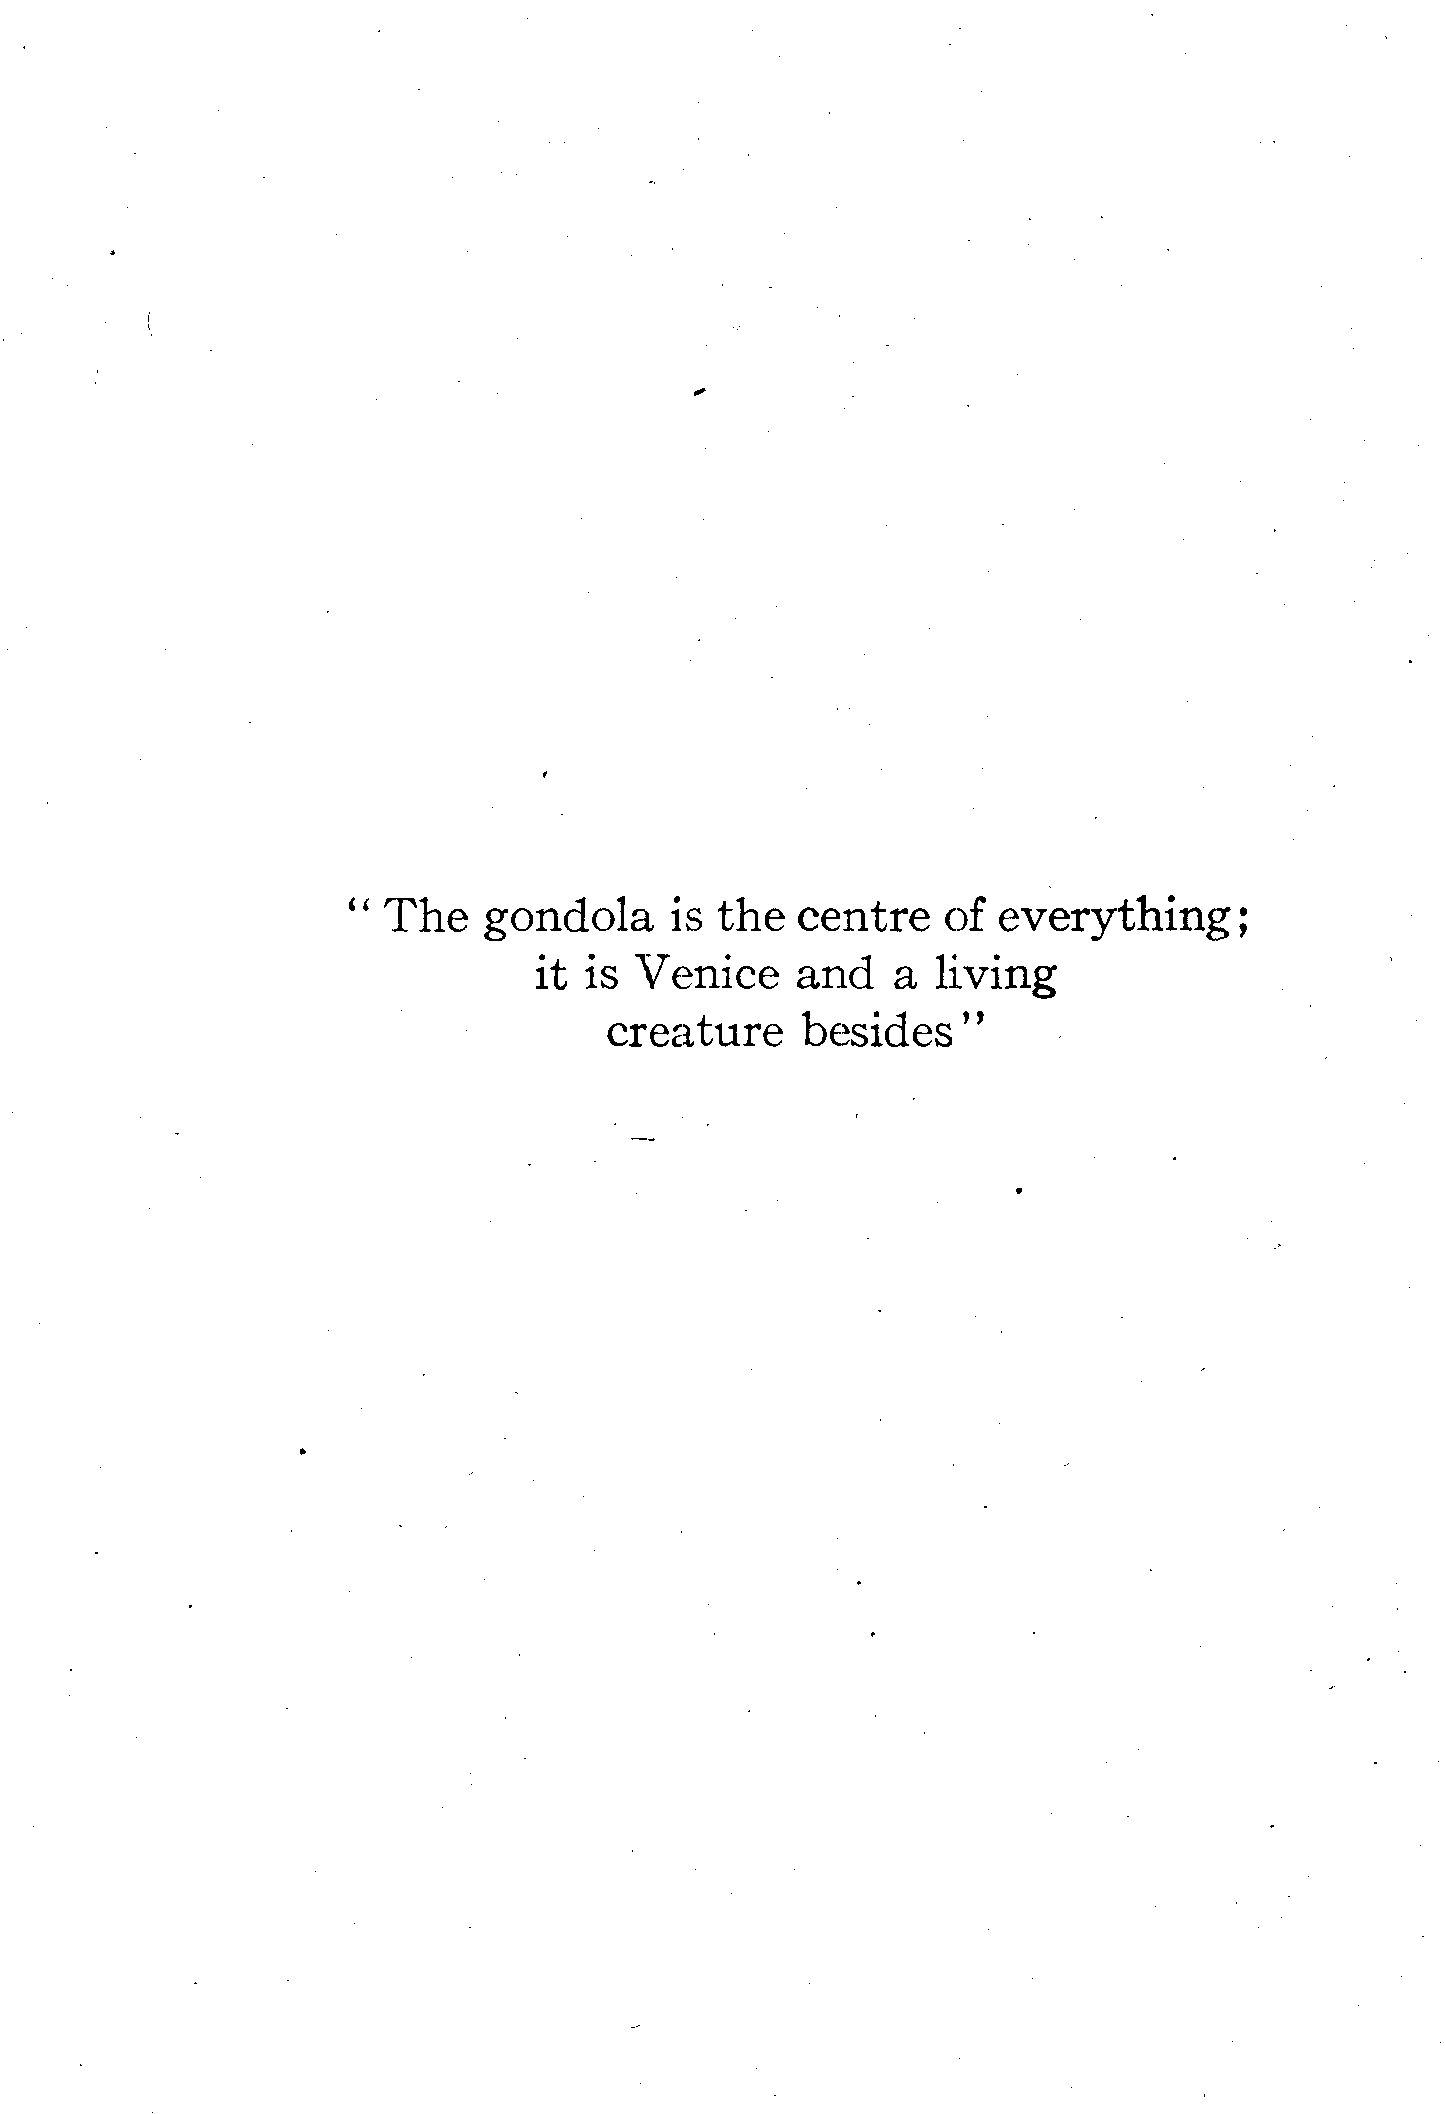 “ The gondola is the centre of everything;
it is Venice and a living
creature besides”